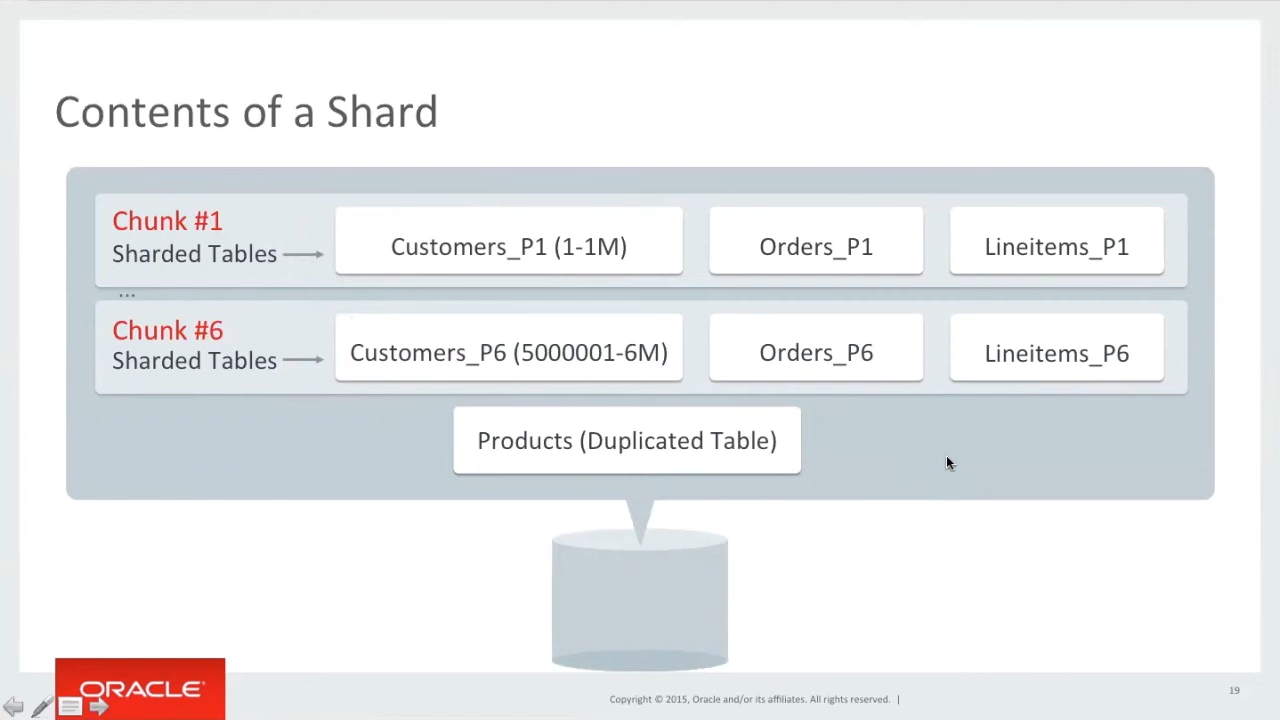 Contents of a Shard
Chunk #1
Sharded Tables
Customers_P1 (1-1M)
Orders_P1
Lineitems_P1
...
Chunk #6
Sharded Tables
Customers_P6 (5000001-6M)
Orders_P6
Lineitems_P6
Products (Duplicated Table)
ORACLE®
Copyright © 2015, Oracle and/or its affiliates. All rights reserved. |
19